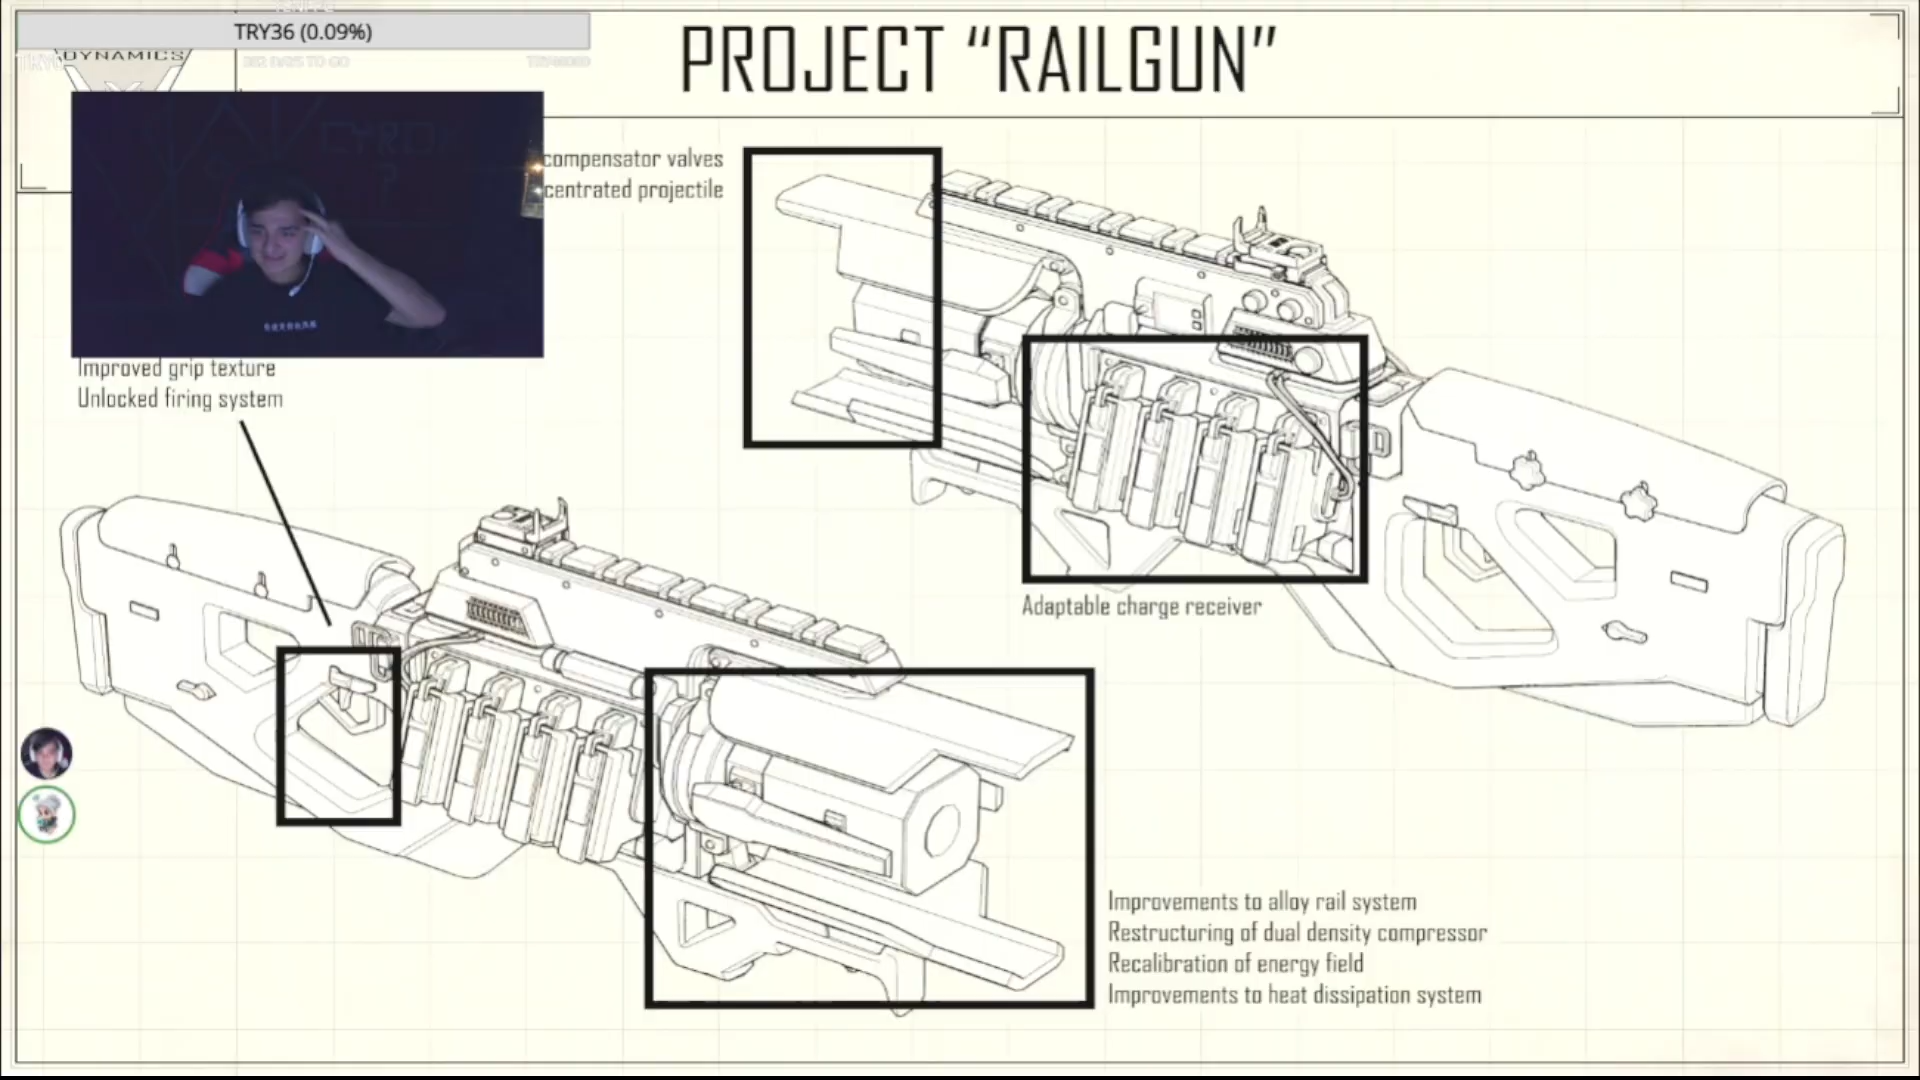 TRY36 (0.09%)
DYNAMICS
PROJECT "RAILGUN"
compensator valves
centrated projectile
Improved grip texture
Unlocked firing system
Adaptable charge receiver
Improvements to alloy rail system
Restructuring of dual density compressor
Recalibration of energy field
Improvements to heat dissipation system